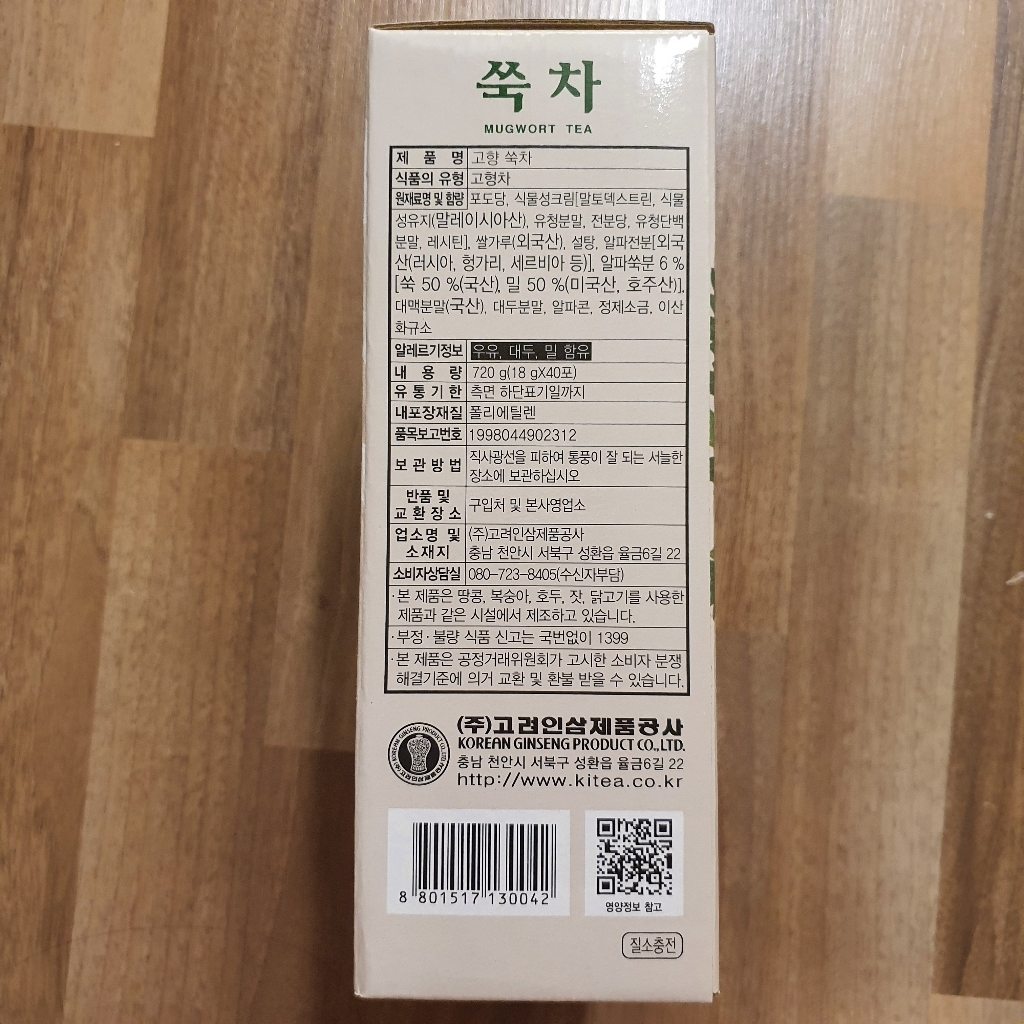 쑥 차
MUGWORT TEA
제 품 명 고향 쑥차
식품의 유형 고형차
원재료명 및 함량 포도당, 식물성크림[말토덱스트린, 식물
성유지(말레이시아산), 유청분말, 전분당, 유청단백
분말, 레시틴], 쌀가루(외국산), 설탕, 알파전분[외국
산(러시아, 헝가리, 세르비아 등)], 알파쑥분 6 %
[쑥 50 %(국산), 밀 50 %(미국산, 호주산)],
대맥분말(국산), 대두분말, 알파콘, 정제소금, 이산
화규소
알레르기정보 우유, 대두, 밀 함유
내 용 량 720 g(18 gX40포)
유 통 기 한 측면 하단표기일까지
내포장재질 폴리에틸렌
품목보고번호 1998044902312
보 관 방 법 직사광선을 피하여 통풍이 잘 되는 서늘한
장소에 보관하십시오
반품 및
교 환 장 소 구입처 및 본사영업소
업소명 및 (주)고려인삼제품공사
소 재 지 충남 천안시 서북구 성환읍 율금6길 22
소비자상담실 080-723-8405(수신자부담)
·본 제품은 땅콩, 복숭아, 호두, 잣, 닭고기를 사용한
제품과 같은 시설에서 제조하고 있습니다.
·부정·불량 식품 신고는 국번없이 1399
·본 제품은 공정거래위원회가 고시한 소비자 분쟁
해결기준에 의거 교환 및 환불 받을 수 있습니다.
(주)고려인삼제품공사
KOREAN GINSENG PRODUCT CO.,LTD.
충남 천안시 서북구 성환읍 율금6길 22
http://www.kitea.co.kr
8 801517 130042
영양정보 참고
질소충전